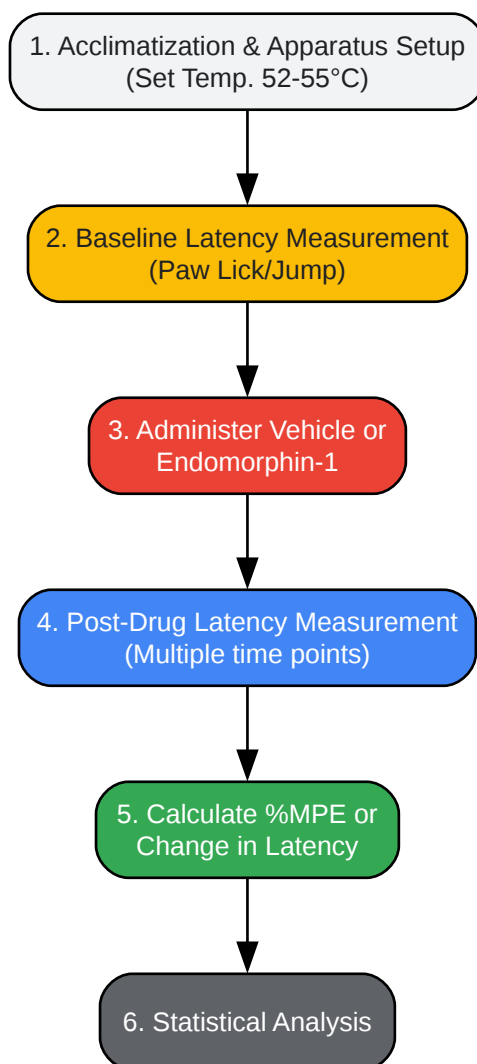 1. Acclimatization & Apparatus Setup
(Set Temp. 52-55°C)
2. Baseline Latency Measurement
(Paw Lick/Jump)
3. Administer Vehicle or
Endomorphin-1
4. Post-Drug Latency Measurement
(Multiple time points)
5. Calculate %MPE or
Change in Latency
6. Statistical Analysis